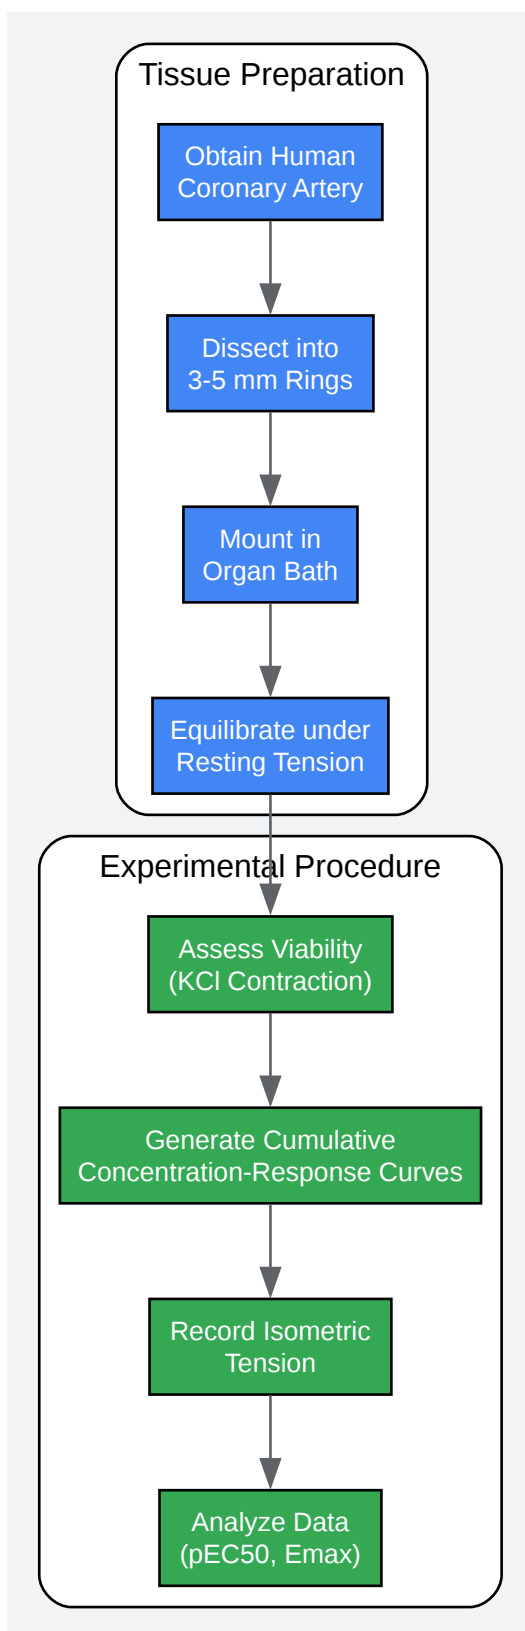 Tissue Preparation
Obtain Human
Coronary Artery
Dissect into
3-5 mm Rings
Mount in
Organ Bath
Equilibrate under
Resting Tension
Experimental Procedure
Assess Viability
(KCl Contraction)
Generate Cumulative
Concentration-Response Curves
Record Isometric
Tension
Analyze Data
(pEC50, Emax)